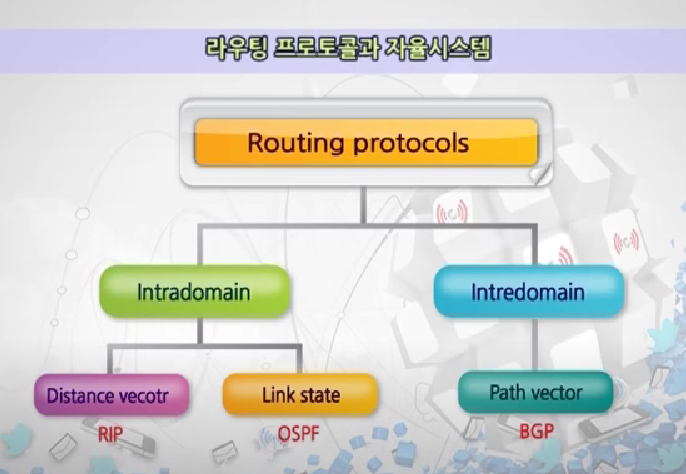 라우팅 프로토콜과 자율시스템
Routing protocols
Intradomain
Intredomain
Distance vecotr
Link state
Path vector
RIP
OSPF
BGP